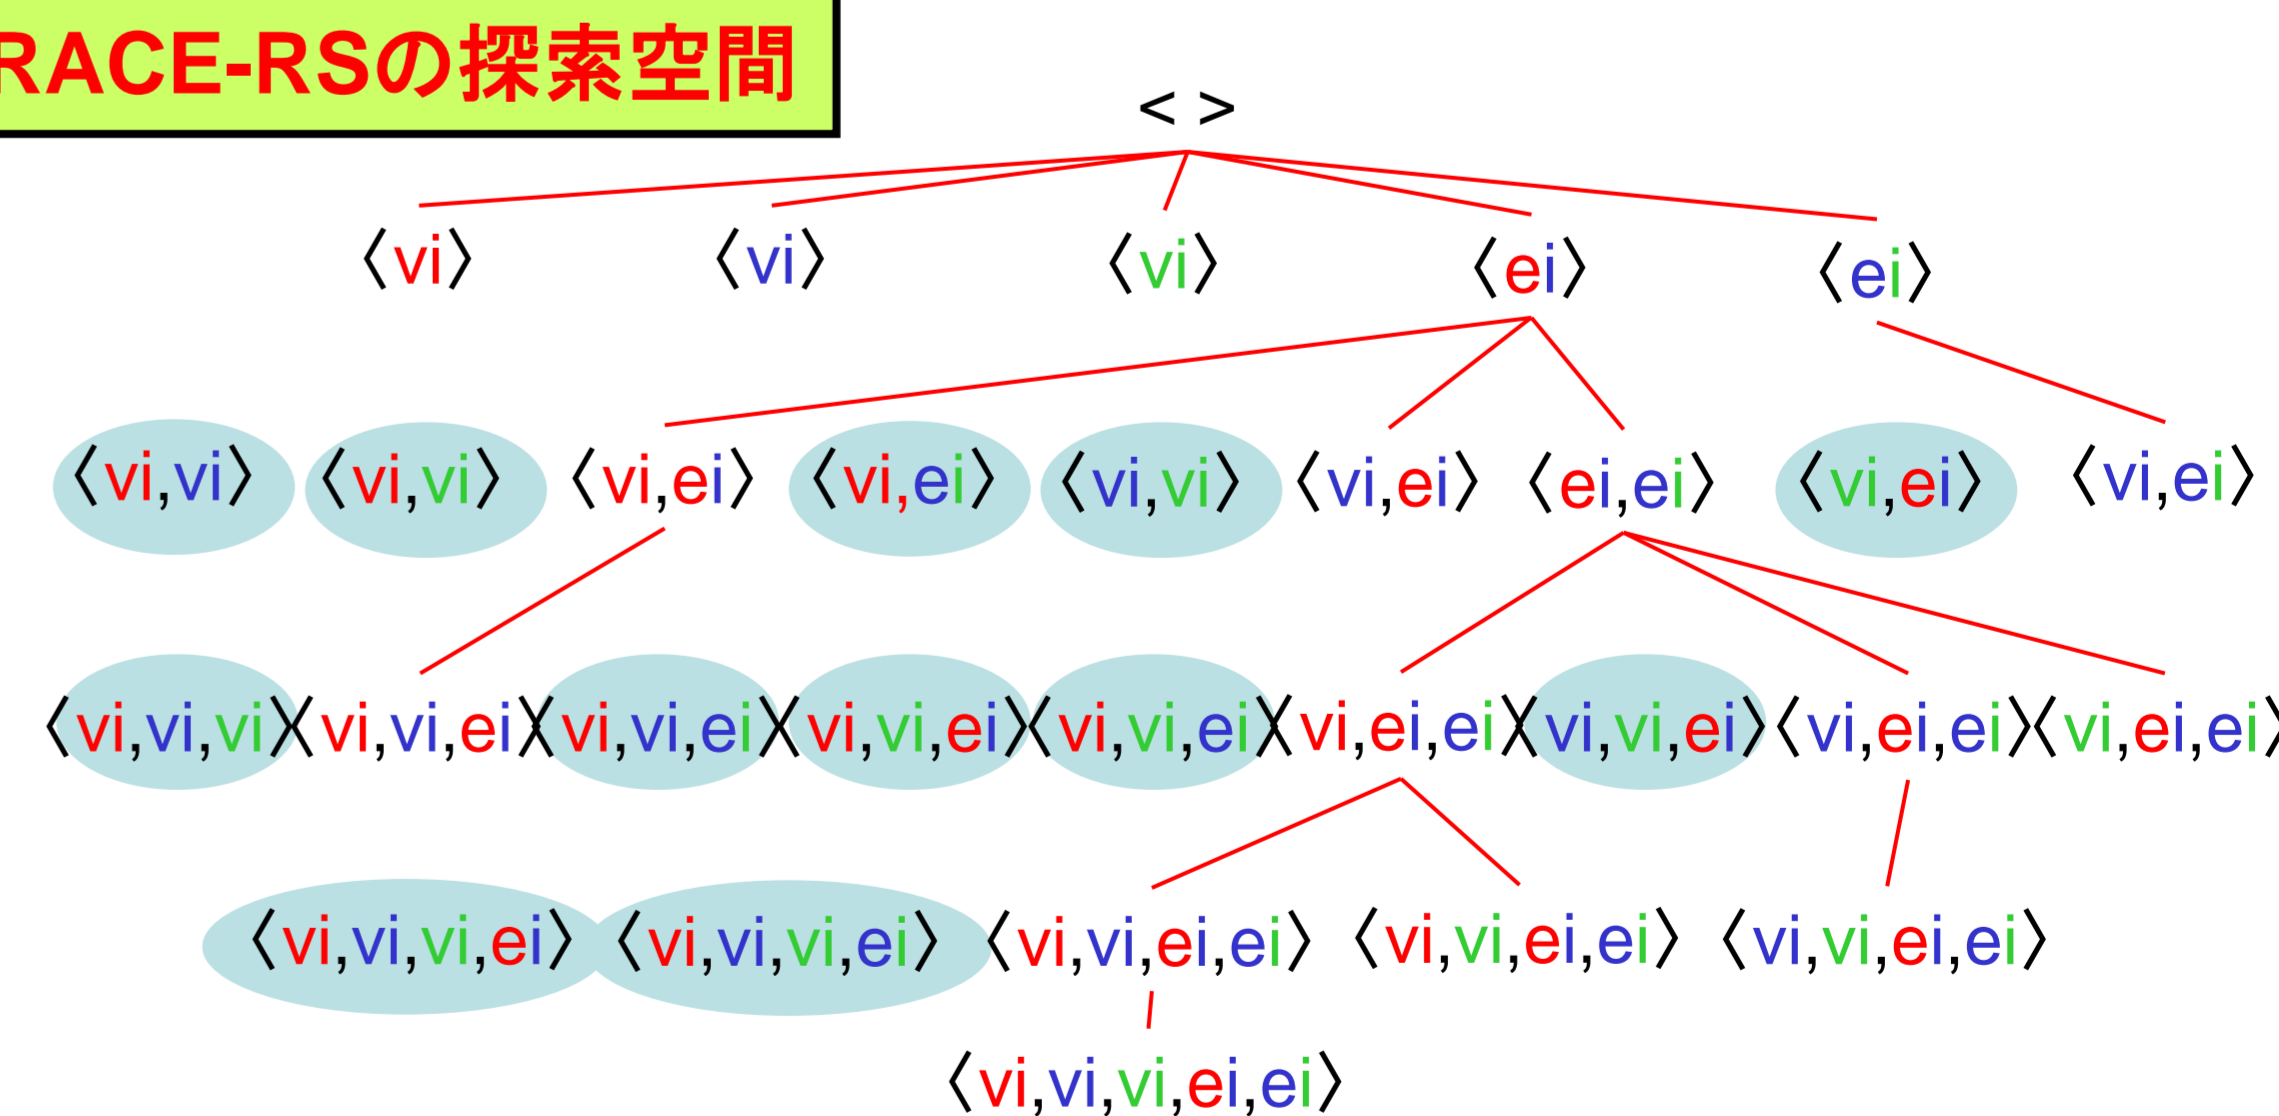 RACE-RSの探索空間
< >
〈vi〉 〈vi〉 〈vi〉 〈ei〉 〈ei〉
〈vi,vi〉 〈vi,vi〉 〈vi,ei〉 〈vi,ei〉 〈vi,vi〉 〈vi,ei〉 〈ei,ei〉 〈vi,ei〉 〈vi,ei〉
〈vi,vi,vi〉 〈vi,vi,ei〉 〈vi,vi,ei〉 〈vi,vi,ei〉 〈vi,vi,ei〉 〈vi,ei,ei〉 〈vi,vi,ei〉 〈vi,ei,ei〉 〈vi,ei,ei〉
〈vi,vi,vi,ei〉 〈vi,vi,vi,ei〉 〈vi,vi,ei,ei〉 〈vi,vi,ei,ei〉 〈vi,vi,ei,ei〉
〈vi,vi,vi,ei,ei〉